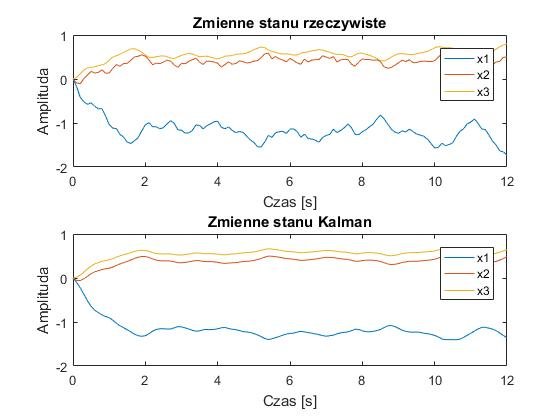 Zmienne stanu rzeczywiste
1
0
-1
-2
Amplituda
x1
x2
x3
0 2 4 6 8 10 12
Czas [s]
Zmienne stanu Kalman
1
0
-1
-2
Amplituda
x1
x2
x3
0 2 4 6 8 10 12
Czas [s]